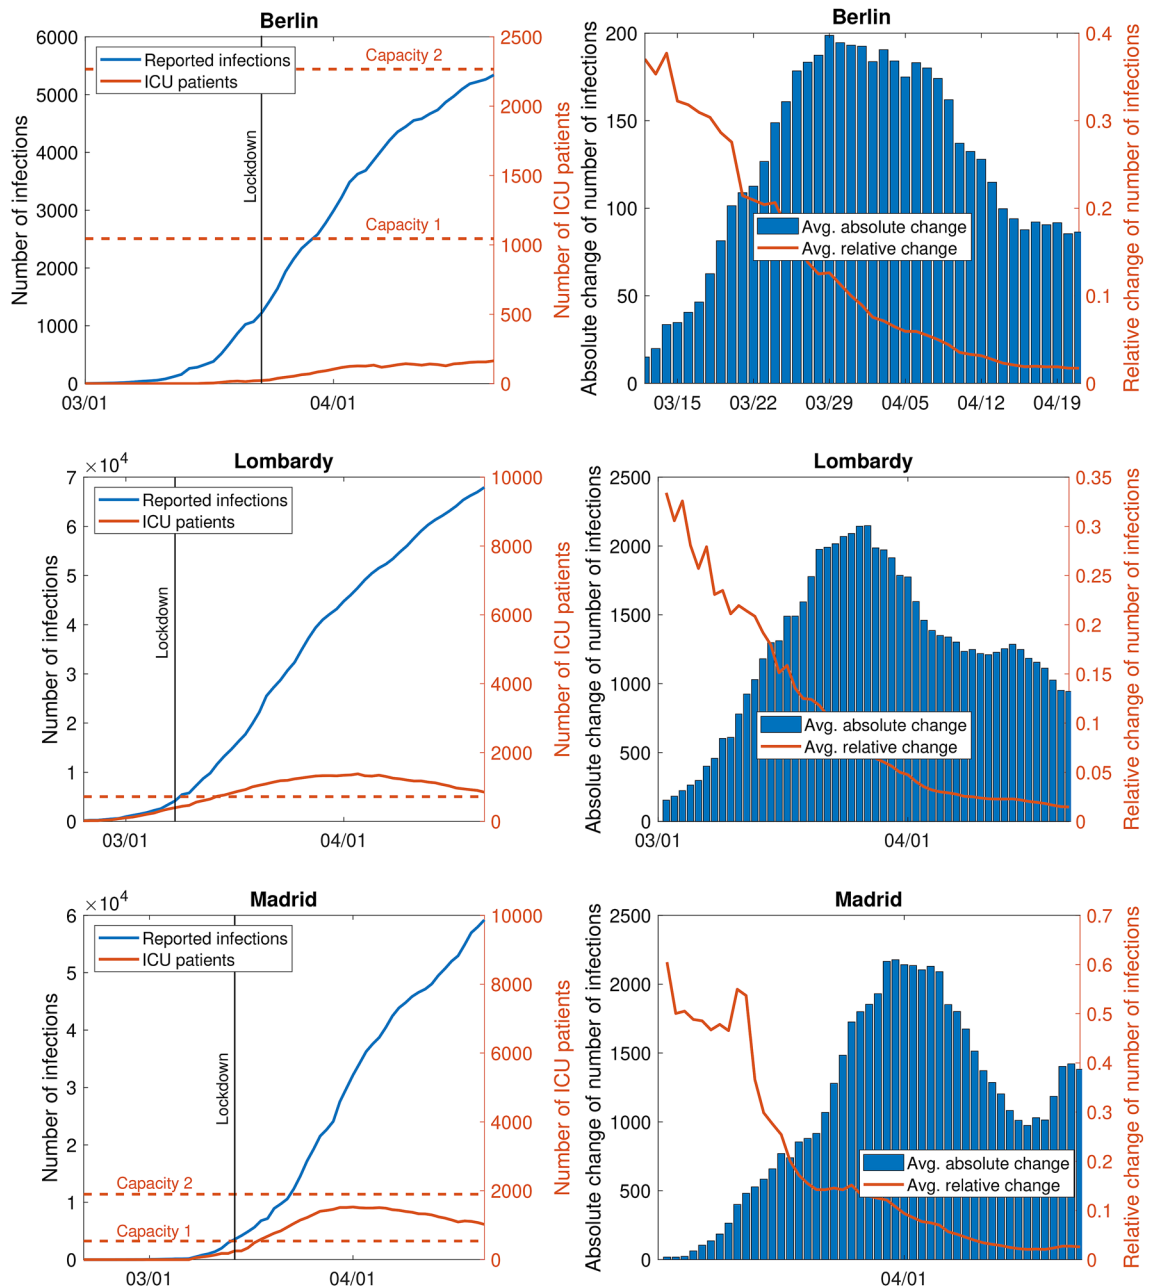 Berlin
6000
5000
4000
3000
2000
1000
0
2500
2000
1500
1000
500
0
03/01
04/01
Number of infections
Number of ICU patients
Reported infections
ICU patients
Capacity 2
Capacity 1
Lockdown
Berlin
200
150
100
50
0
0.4
0.3
0.2
0.1
0
03/15
03/22
03/29
04/05
04/12
04/19
Absolute change of number of infections
Relative change of number of infections
Avg. absolute change
Avg. relative change
Lombardy
×10⁴
7
6
5
4
3
2
1
0
10000
8000
6000
4000
2000
0
03/01
04/01
Number of infections
Number of ICU patients
Reported infections
ICU patients
Lockdown
Lombardy
2500
2000
1500
1000
500
0
0.35
0.3
0.25
0.2
0.15
0.1
0.05
0
03/01
04/01
Absolute change of number of infections
Relative change of number of infections
Avg. absolute change
Avg. relative change
Madrid
×10⁴
6
5
4
3
2
1
0
10000
8000
6000
4000
2000
0
03/01
04/01
Number of infections
Number of ICU patients
Reported infections
ICU patients
Lockdown
Capacity 2
Capacity 1
Madrid
2500
2000
1500
1000
500
0
0.7
0.6
0.5
0.4
0.3
0.2
0.1
0
04/01
Absolute change of number of infections
Relative change of number of infections
Avg. absolute change
Avg. relative change